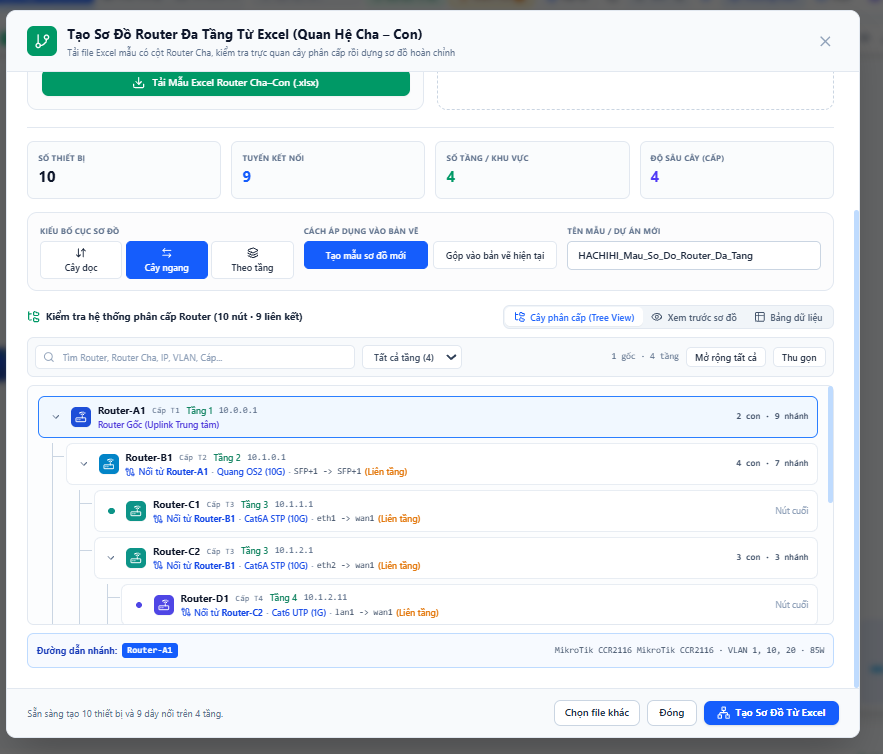 Tạo Sơ Đồ Router Đa Tầng Từ Excel (Quan Hệ Cha – Con)
Tải file Excel mẫu có cột Router Cha, kiểm tra trực quan cây phân cấp rồi dựng sơ đồ hoàn chỉnh
Tải Mẫu Excel Router Cha–Con (.xlsx)
SỐ THIẾT BỊ
10
TUYẾN KẾT NỐI
9
SỐ TẦNG / KHU VỰC
4
ĐỘ SÂU CÂY (CẤP)
4
KIỂU BỐ CỤC SƠ ĐỒ
Cây dọc
Cây ngang
Theo tầng
CÁCH ÁP DỤNG VÀO BẢN VẼ
Tạo mẫu sơ đồ mới
Gộp vào bản vẽ hiện tại
TÊN MẪU / DỰ ÁN MỚI
HACHIHI_Mau_So_Do_Router_Da_Tang
Kiểm tra hệ thống phân cấp Router (10 nút • 9 liên kết)
Cây phân cấp (Tree View)
Xem trước sơ đồ
Bảng dữ liệu
Tìm Router, Router Cha, IP, VLAN, Cáp...
Tất cả tầng (4)
1 gốc · 4 tầng
Mở rộng tất cả
Thu gọn
Router-A1 Cấp T1 Tầng 1 10.0.0.1
Router Gốc (Uplink Trung tâm)
2 con · 9 nhánh
Router-B1 Cấp T2 Tầng 2 10.1.0.1
Nối từ Router-A1 · Quang OS2 (10G) · SFP+1 -> SFP+1 (Liên tầng)
4 con · 7 nhánh
Router-C1 Cấp T3 Tầng 3 10.1.1.1
Nối từ Router-B1 · Cat6A STP (10G) · eth1 -> wan1 (Liên tầng)
Nút cuối
Router-C2 Cấp T3 Tầng 3 10.1.2.1
Nối từ Router-B1 · Cat6A STP (10G) · eth2 -> wan1 (Liên tầng)
3 con · 3 nhánh
Router-D1 Cấp T4 Tầng 4 10.1.2.11
Nối từ Router-C2 · Cat6 UTP (1G) · lan1 -> wan1 (Liên tầng)
Nút cuối
Đường dẫn nhánh: Router-A1
MikroTik CCR2116 MikroTik CCR2116 · VLAN 1, 10, 20 · 85W
Sẵn sàng tạo 10 thiết bị và 9 dây nối trên 4 tầng.
Chọn file khác
Đóng
Tạo Sơ Đồ Từ Excel